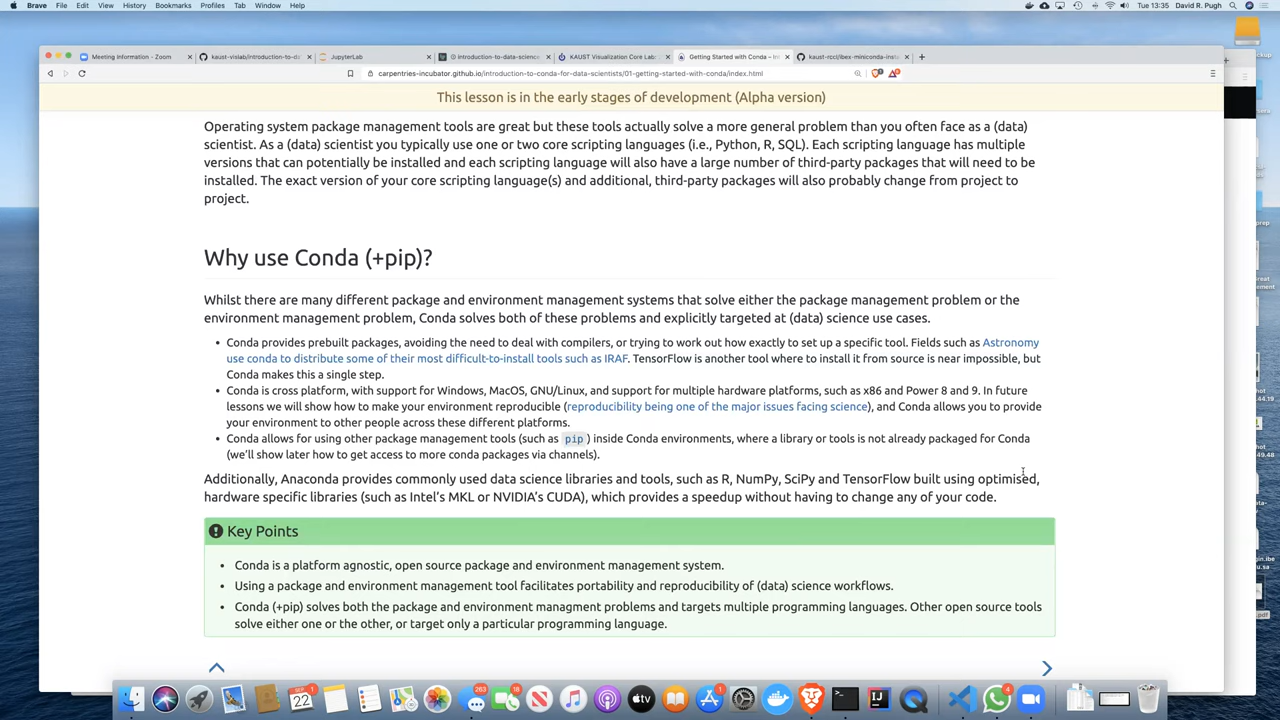 Brave File Edit View History Bookmarks Profiles Tab Window Help Tue 13:35 David R. Pugh
Meeting Information - Zoom kaust-vislab/introduction-to-d JupyterLab introduction-to-data-science KAUST Visualization Core Lab: Getting Started with Conda – In kaust-rccl/ibex-miniconda-inst
carpentries-incubator.github.io/introduction-to-conda-for-data-scientists/01-getting-started-with-conda/index.html
This lesson is in the early stages of development (Alpha version)
Operating system package management tools are great but these tools actually solve a more general problem than you often face as a (data)
scientist. As a (data) scientist you typically use one or two core scripting languages (i.e., Python, R, SQL). Each scripting language has multiple
versions that can potentially be installed and each scripting language will also have a large number of third-party packages that will need to be
installed. The exact version of your core scripting language(s) and additional, third-party packages will also probably change from project to
project.
Why use Conda (+pip)?
Whilst there are many different package and environment management systems that solve either the package management problem or the
environment management problem, Conda solves both of these problems and explicitly targeted at (data) science use cases.
• Conda provides prebuilt packages, avoiding the need to deal with compilers, or trying to work out how exactly to set up a specific tool. Fields such as Astronomy
use conda to distribute some of their most difficult-to-install tools such as IRAF. TensorFlow is another tool where to install it from source is near impossible, but
Conda makes this a single step.
• Conda is cross platform, with support for Windows, MacOS, GNU/Linux, and support for multiple hardware platforms, such as x86 and Power 8 and 9. In future
lessons we will show how to make your environment reproducible (reproducibility being one of the major issues facing science), and Conda allows you to provide
your environment to other people across these different platforms.
• Conda allows for using other package management tools (such as pip ) inside Conda environments, where a library or tools is not already packaged for Conda
(we'll show later how to get access to more conda packages via channels).
Additionally, Anaconda provides commonly used data science libraries and tools, such as R, NumPy, SciPy and TensorFlow built using optimised,
hardware specific libraries (such as Intel's MKL or NVIDIA's CUDA), which provides a speedup without having to change any of your code.
Key Points
• Conda is a platform agnostic, open source package and environment management system.
• Using a package and environment management tool facilitates portability and reproducibility of (data) science workflows.
• Conda (+pip) solves both the package and environment managment problems and targets multiple programming languages. Other open source tools
solve either one or the other, or target only a particular programming language.